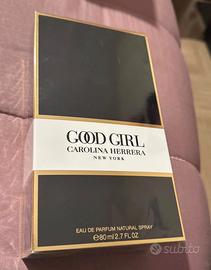 GOOD GIRL
CAROLINA HERRERA
NEW YORK
EAU DE PARFUM NATURAL SPRAY
℮80ml/2.7 FL.OZ
subito